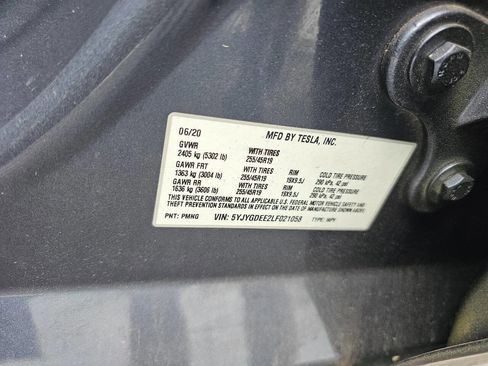 06/20 MFD BY TESLA, INC.
GVWR WITH TIRES
2405 kg (5302 lb) 255/45R19
GAWR FRT WITH TIRES RIM COLD TIRE PRESSURE
1363 kg (3004 lb) 255/45R19 19X9.5J 290 kPa, 42 psi
GAWR RR WITH TIRES RIM COLD TIRE PRESSURE
1636 kg (3606 lb) 255/45R19 19X9.5J 290 kPa, 42 psi
THIS VEHICLE CONFORMS TO ALL APPLICABLE U.S. FEDERAL MOTOR VEHICLE SAFETY AND
THEFT PREVENTION STANDARDS IN EFFECT ON THE DATE OF MANUFACTURE SHOWN ABOVE.
PNT: PMNG VIN: 5YJYGDEE2LF021058 TYPE: MPV